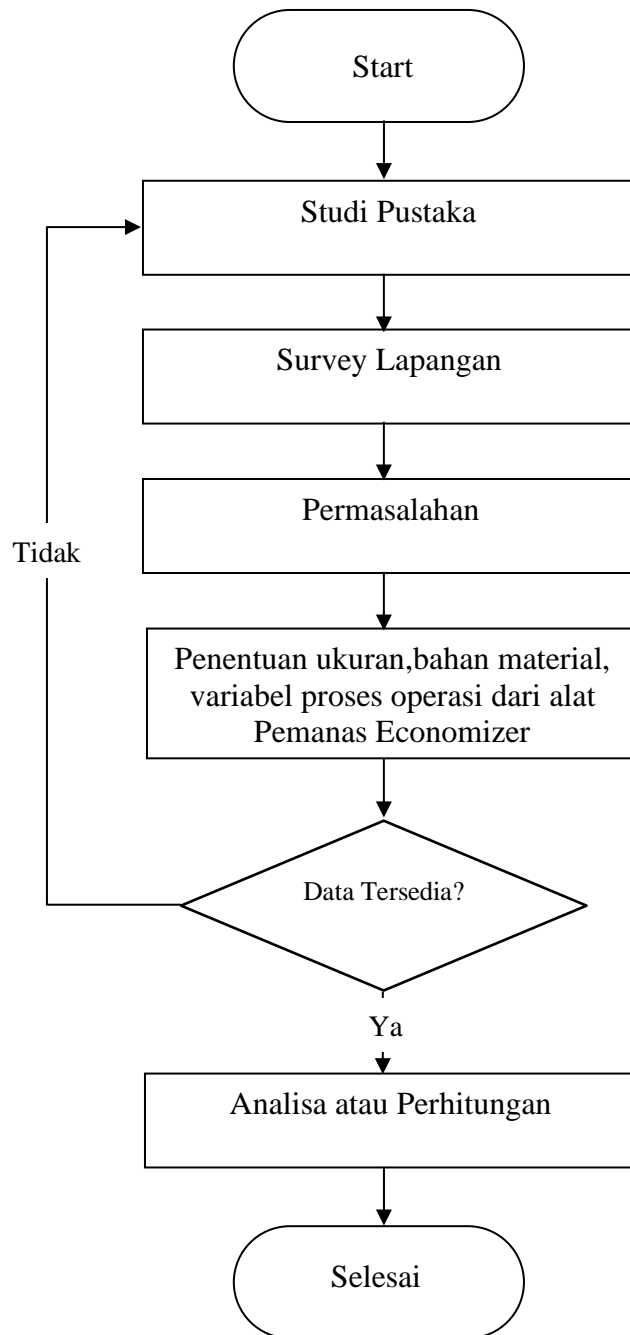 Start
Studi Pustaka
Survey Lapangan
Permasalahan
Tidak
Penentuan ukuran,bahan material,
variabel proses operasi dari alat
Pemanas Economizer
Data Tersedia?
Ya
Analisa atau Perhitungan
Selesai